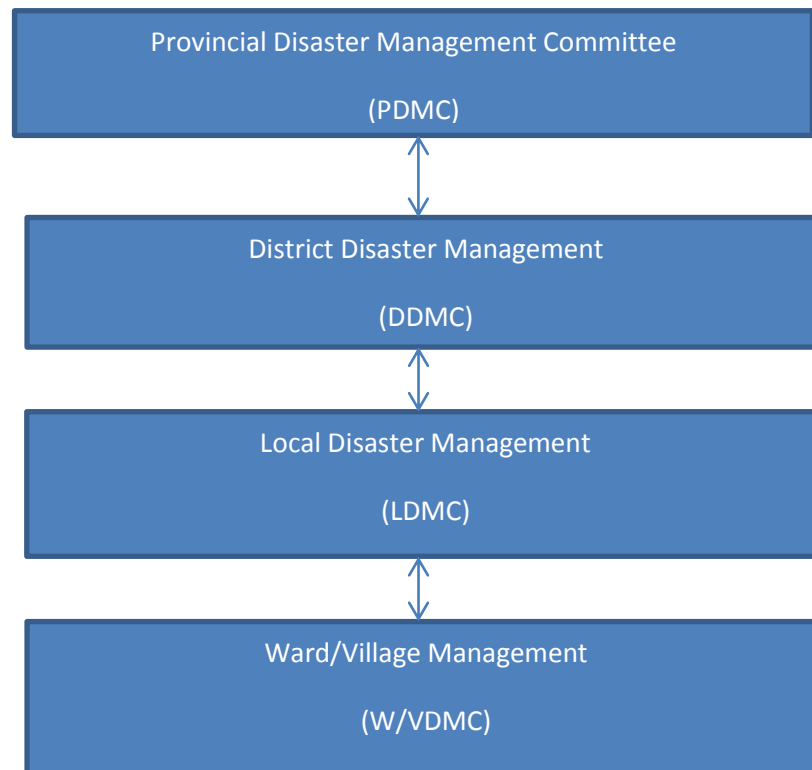 Provincial Disaster Management Committee
(PDMC)
District Disaster Management
(DDMC)
Local Disaster Management
(LDMC)
Ward/Village Management
(W/VDMC)